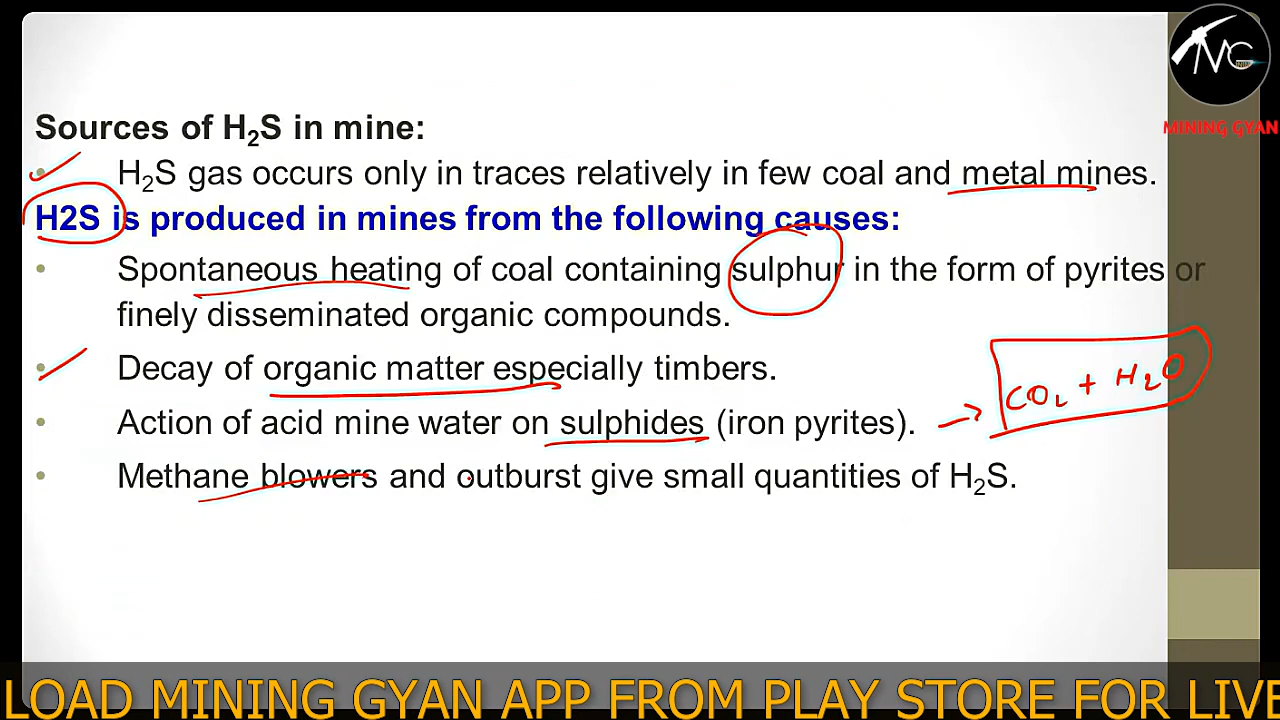 MG
MINING GYAN
Sources of H₂S in mine:
• H₂S gas occurs only in traces relatively in few coal and metal mines.
H2S is produced in mines from the following causes:
• Spontaneous heating of coal containing sulphur in the form of pyrites or
finely disseminated organic compounds.
• Decay of organic matter especially timbers.
CO₂ + H₂O
• Action of acid mine water on sulphides (iron pyrites). →
• Methane blowers and outburst give small quantities of H₂S.
LOAD MINING GYAN APP FROM PLAY STORE FOR LIVE